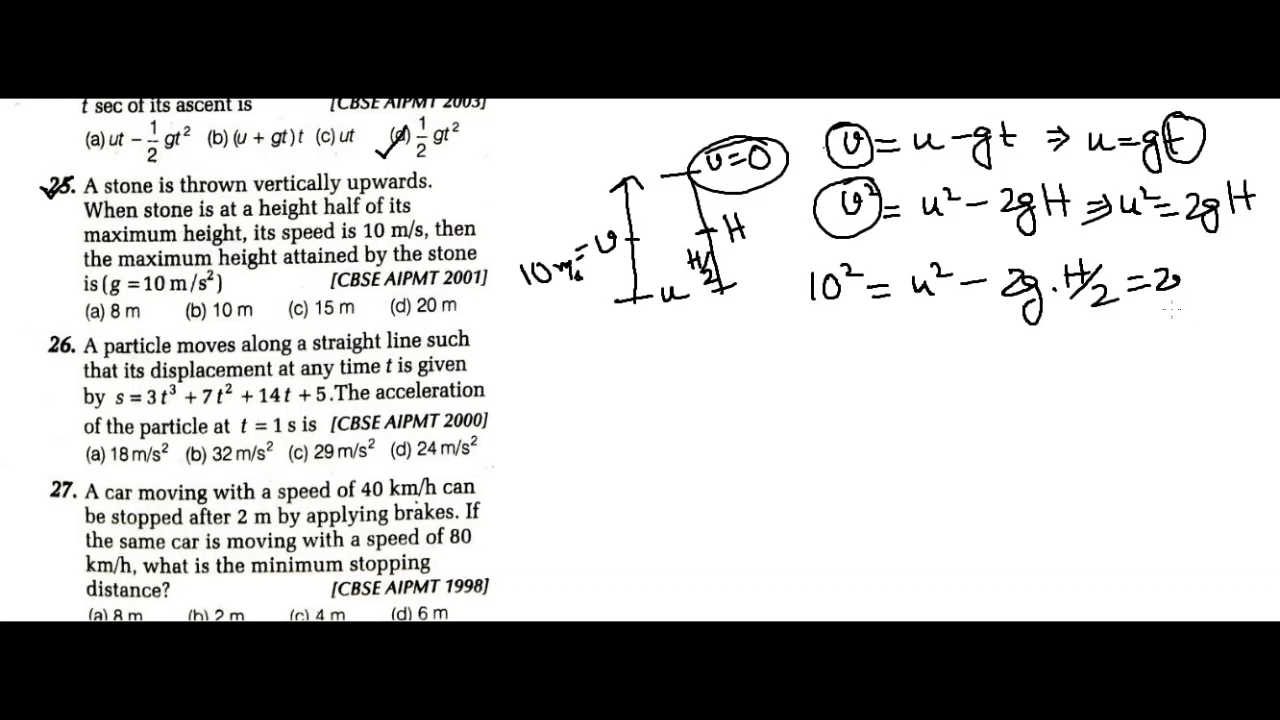 t sec of its ascent is [CBSE AIPMT 2003]
(a) ut − 1/2 gt² (b) (u + gt) t (c) ut (d) 1/2 gt²
25. A stone is thrown vertically upwards.
When stone is at a height half of its
maximum height, its speed is 10 m/s, then
the maximum height attained by the stone
is (g = 10 m/s²) [CBSE AIPMT 2001]
(a) 8 m (b) 10 m (c) 15 m (d) 20 m
26. A particle moves along a straight line such
that its displacement at any time t is given
by s = 3t³ + 7t² + 14t + 5. The acceleration
of the particle at t = 1 s is [CBSE AIPMT 2000]
(a) 18 m/s² (b) 32 m/s² (c) 29 m/s² (d) 24 m/s²
27. A car moving with a speed of 40 km/h can
be stopped after 2 m by applying brakes. If
the same car is moving with a speed of 80
km/h, what is the minimum stopping
distance? [CBSE AIPMT 1998]
(a) 8 m (b) 2 m (c) 4 m (d) 6 m
v=0
H
10 m/s = v
H/2
u
v = u − gt ⇒ u = gt
v² = u² − 2gH ⇒ u² = 2gH
10² = u² − 2g · H/2 = 2